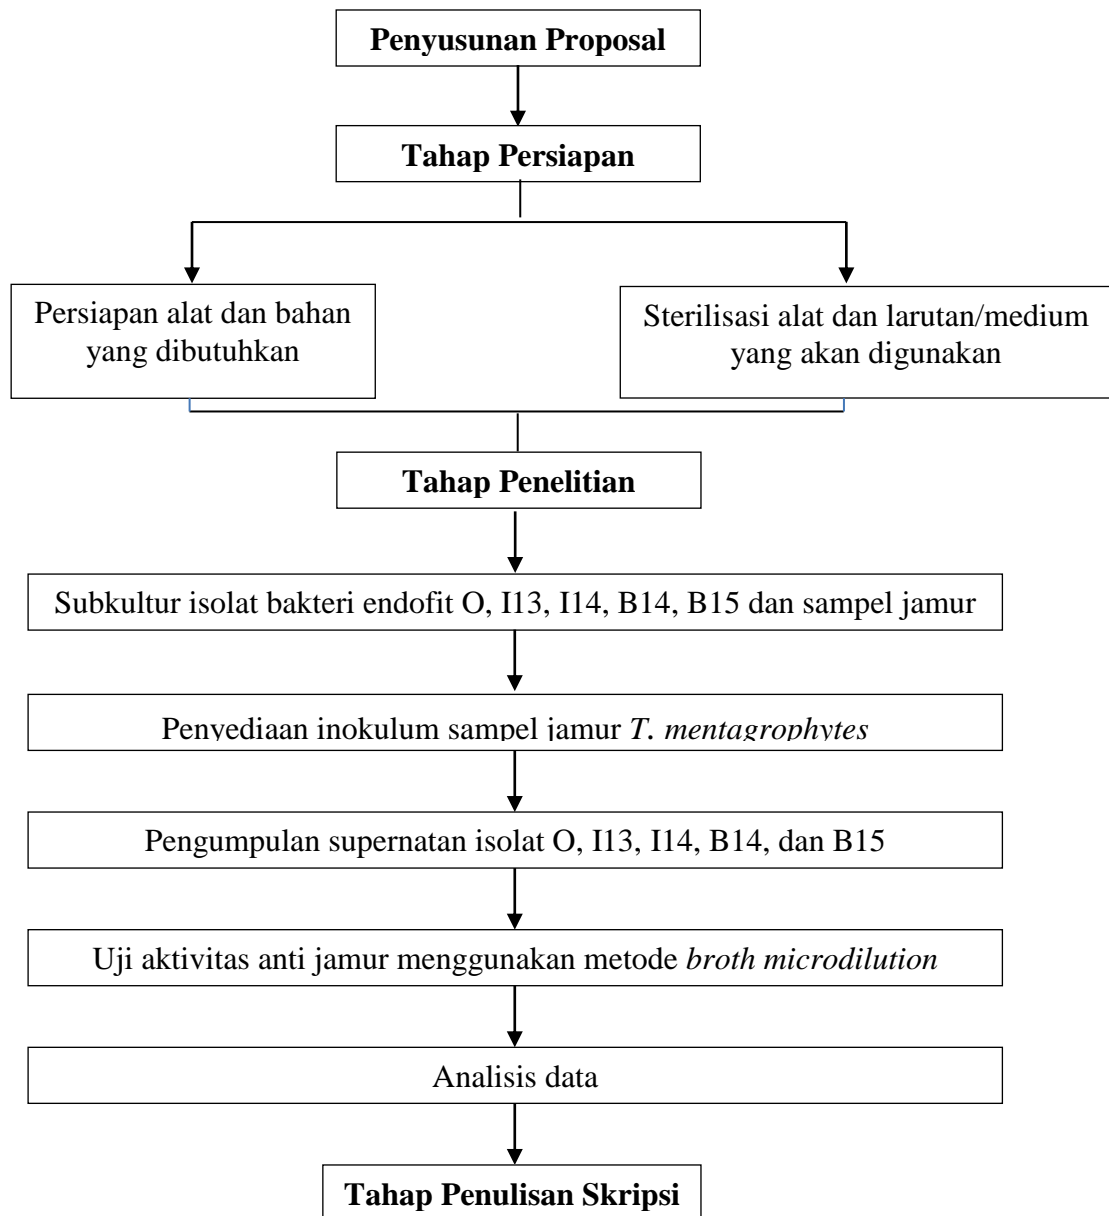 Penyusunan Proposal
Tahap Persiapan
Persiapan alat dan bahan
yang dibutuhkan
Sterilisasi alat dan larutan/medium
yang akan digunakan
Tahap Penelitian
Subkultur isolat bakteri endofit O, I13, I14, B14, B15 dan sampel jamur
Penyediaan inokulum sampel jamur T. mentagrophytes
Pengumpulan supernatan isolat O, I13, I14, B14, dan B15
Uji aktivitas anti jamur menggunakan metode broth microdilution
Analisis data
Tahap Penulisan Skripsi